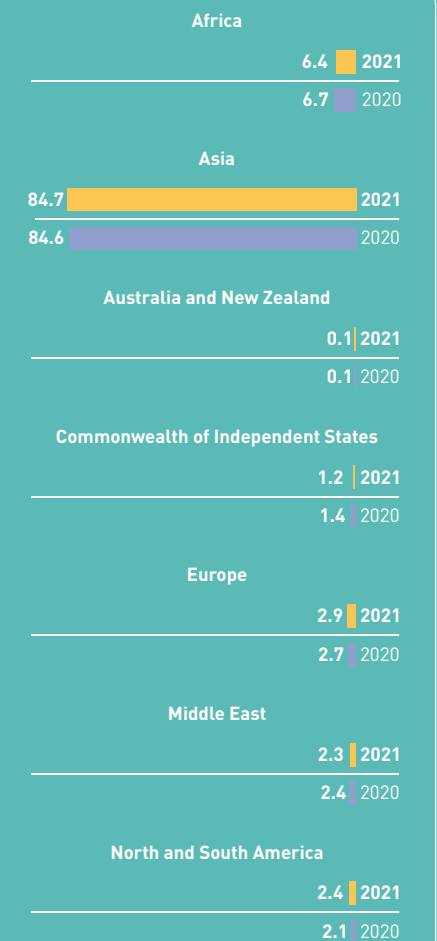 Africa
6.4 2021
6.7 2020
Asia
84.7 2021
84.6 2020
Australia and New Zealand
0.1 2021
0.1 2020
Commonwealth of Independent States
1.2 2021
1.4 2020
Europe
2.9 2021
2.7 2020
Middle East
2.3 2021
2.4 2020
North and South America
2.4 2021
2.1 2020